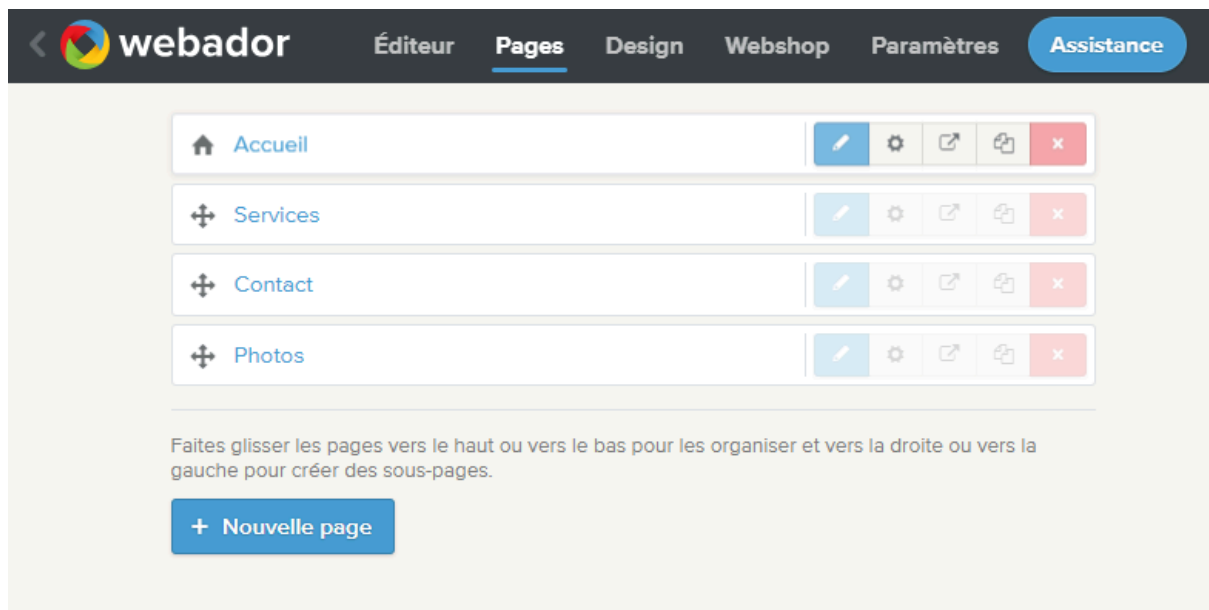 webador Éditeur Pages Design Webshop Paramètres Assistance
Accueil
Services
Contact
Photos
Faites glisser les pages vers le haut ou vers le bas pour les organiser et vers la droite ou vers la
gauche pour créer des sous-pages.
+ Nouvelle page